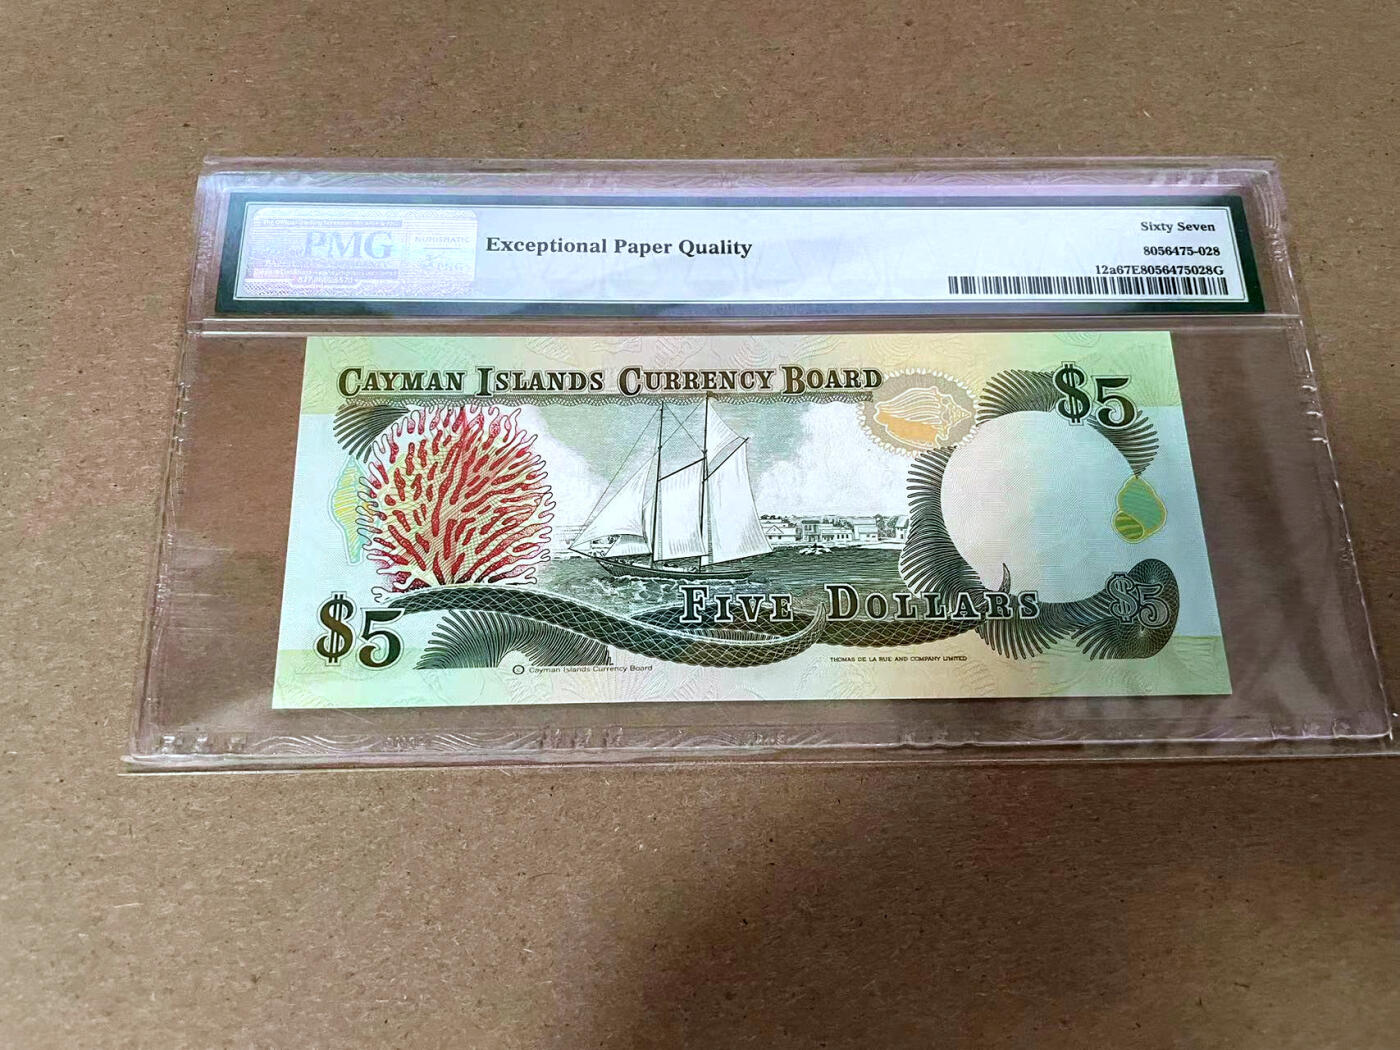 PMG
NUMISMATIC
Exceptional Paper Quality
Sixty Seven
8056475-028
12a67E8056475028G
CAYMAN ISLANDS CURRENCY BOARD
$5
FIVE DOLLARS
$5
$5
© Cayman Islands Currency Board
THOMAS DE LA RUE AND COMPANY LIMITED